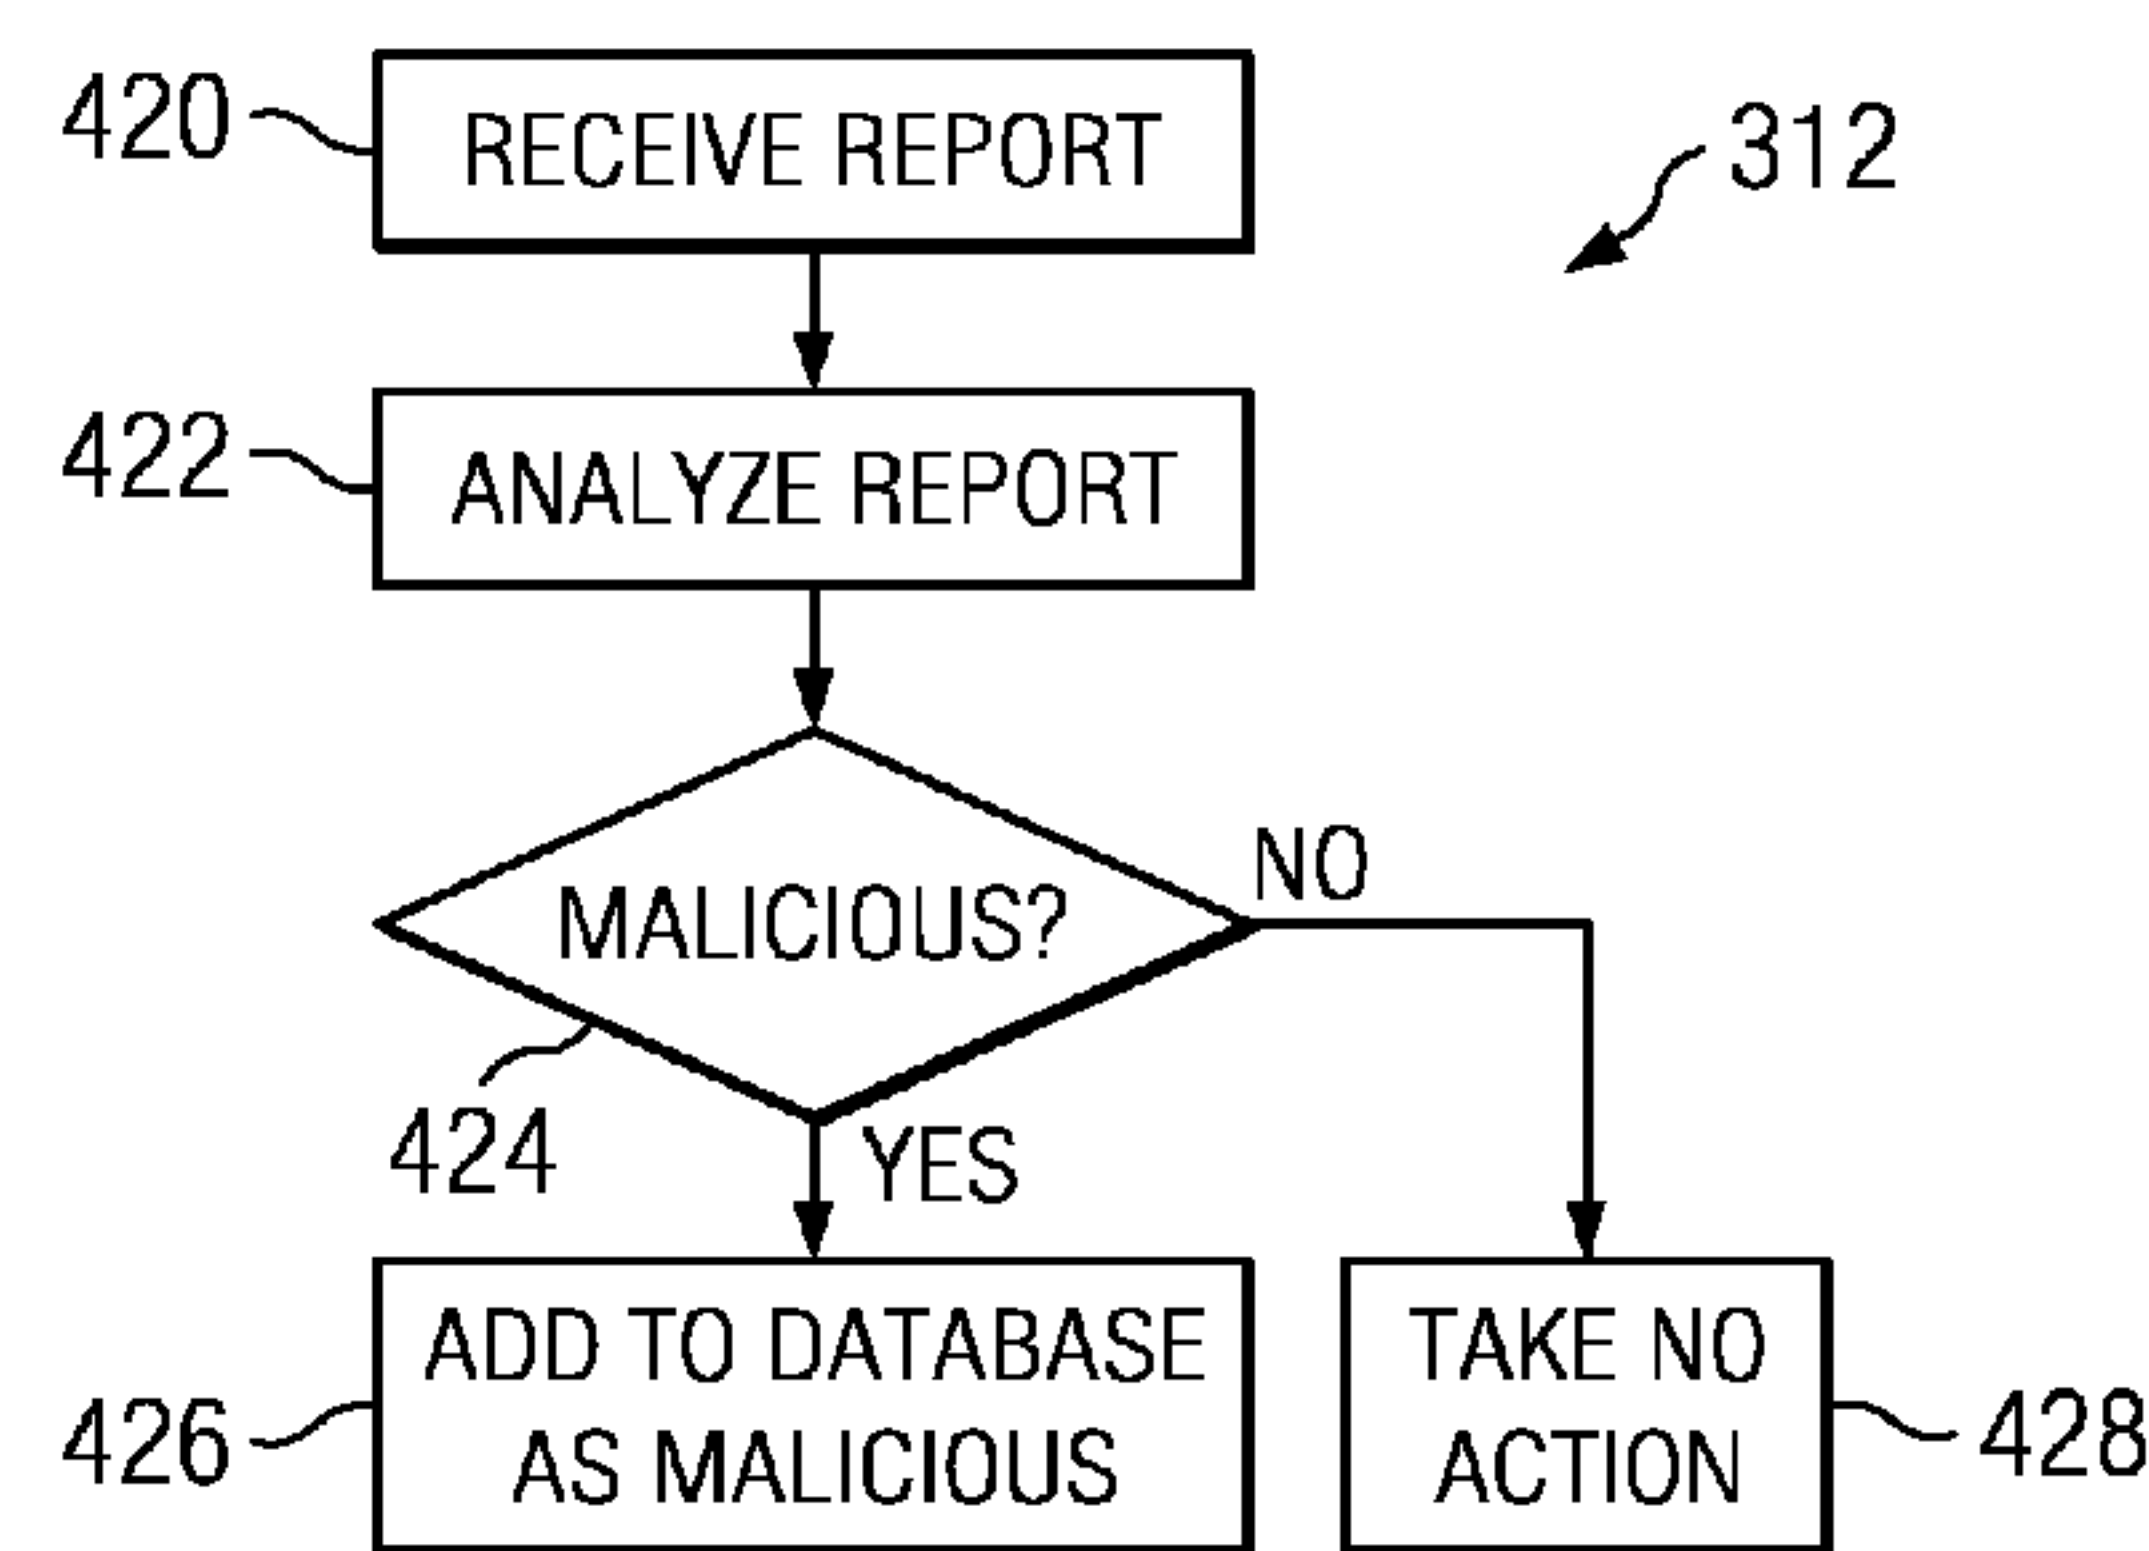 420
RECEIVE REPORT
312
422
ANALYZE REPORT
MALICIOUS?
NO
424
YES
426
ADD TO DATABASE
AS MALICIOUS
TAKE NO
ACTION
428